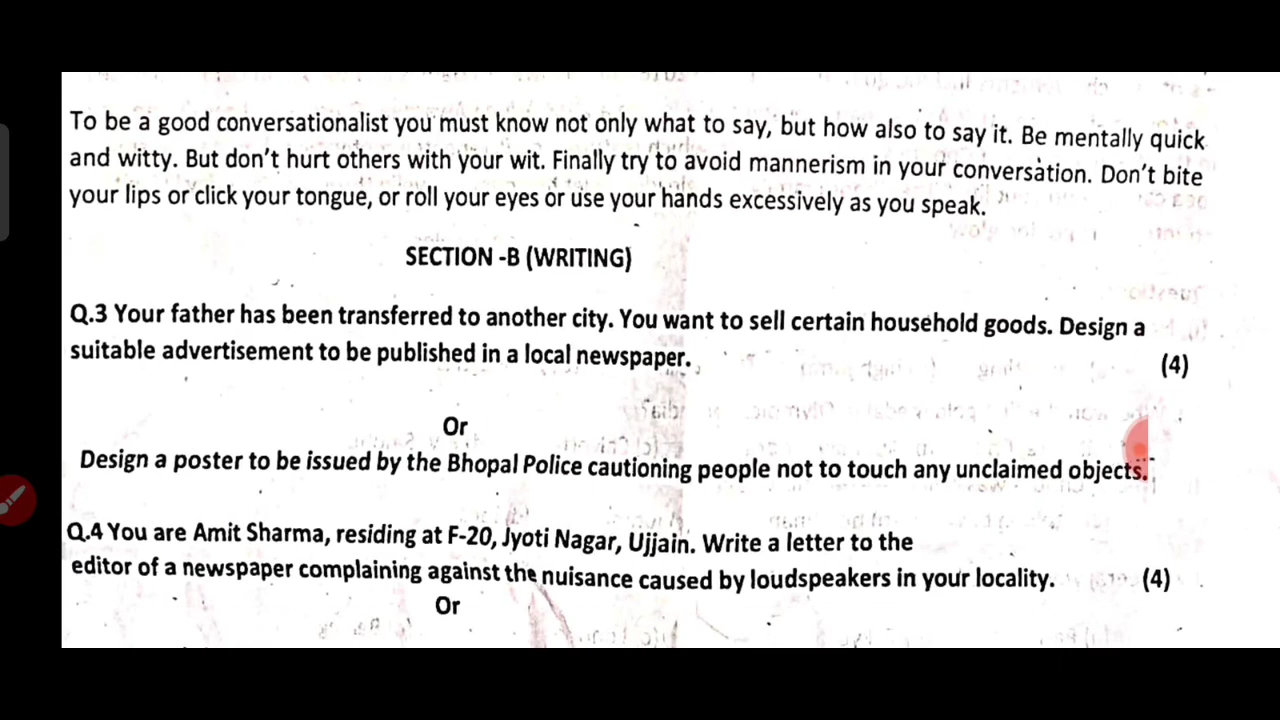 To be a good conversationalist you must know not only what to say, but how also to say it. Be mentally quick
and witty. But don't hurt others with your wit. Finally try to avoid mannerism in your conversation. Don't bite
your lips or click your tongue, or roll your eyes or use your hands excessively as you speak.
SECTION -B (WRITING)
Q.3 Your father has been transferred to another city. You want to sell certain household goods. Design a
suitable advertisement to be published in a local newspaper. (4)
Or
Design a poster to be issued by the Bhopal Police cautioning people not to touch any unclaimed objects.
Q.4 You are Amit Sharma, residing at F-20, Jyoti Nagar, Ujjain. Write a letter to the
editor of a newspaper complaining against the nuisance caused by loudspeakers in your locality. (4)
Or